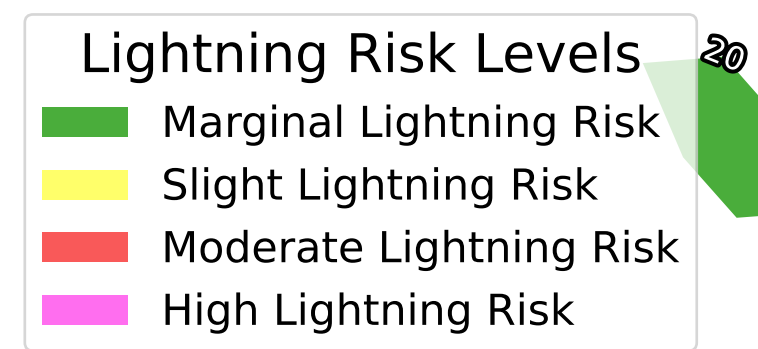 Lightning Risk Levels
20
Marginal Lightning Risk
Slight Lightning Risk
Moderate Lightning Risk
High Lightning Risk